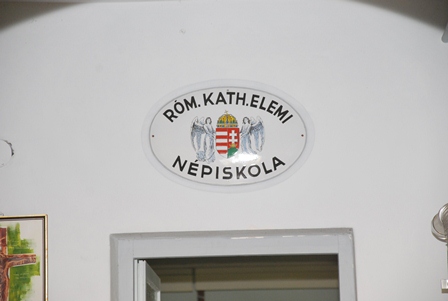 RÓM. KATH. ELEMI
NÉPISKOLA